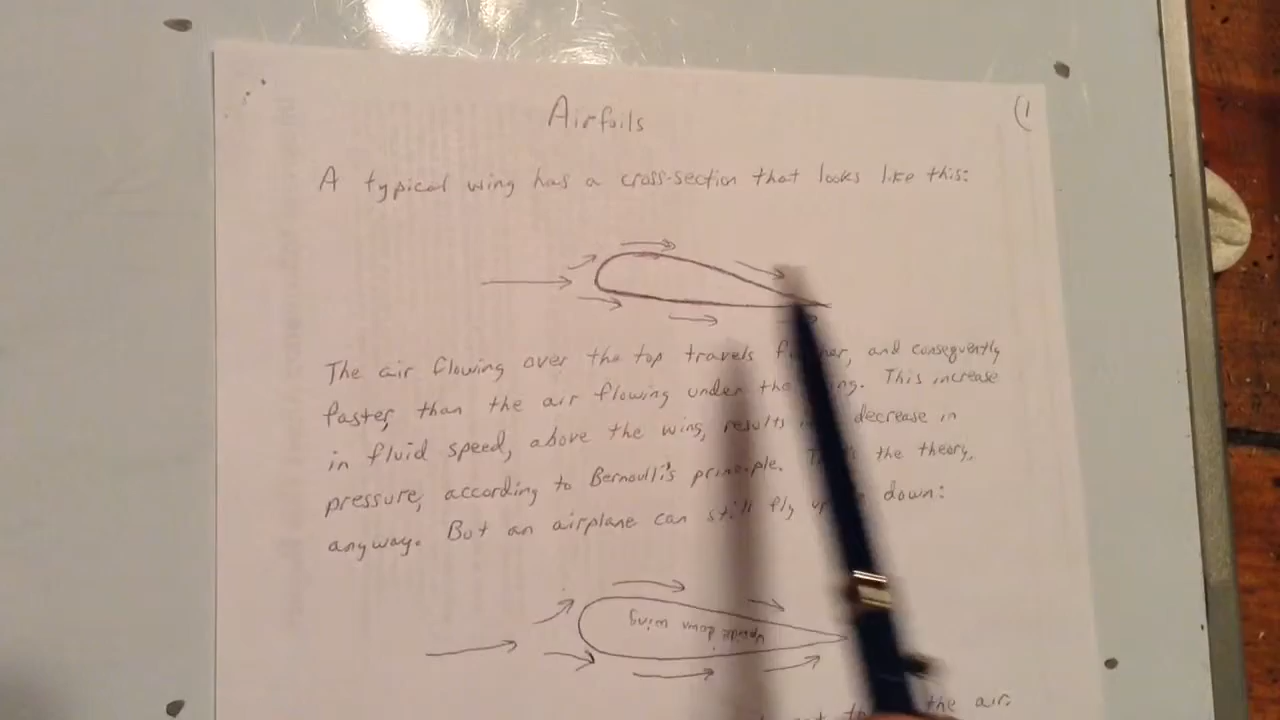 Airfoils
(1
A typical wing has a cross-section that looks like this:
The air flowing over the top travels and consequently
faster, than the air flowing under the This increase
in fluid speed, above the wing, results decrease in
pressure, according to Bernoulli's principle. the theory,
anyway. But an airplane can still fly down:
upside down wing
the air.